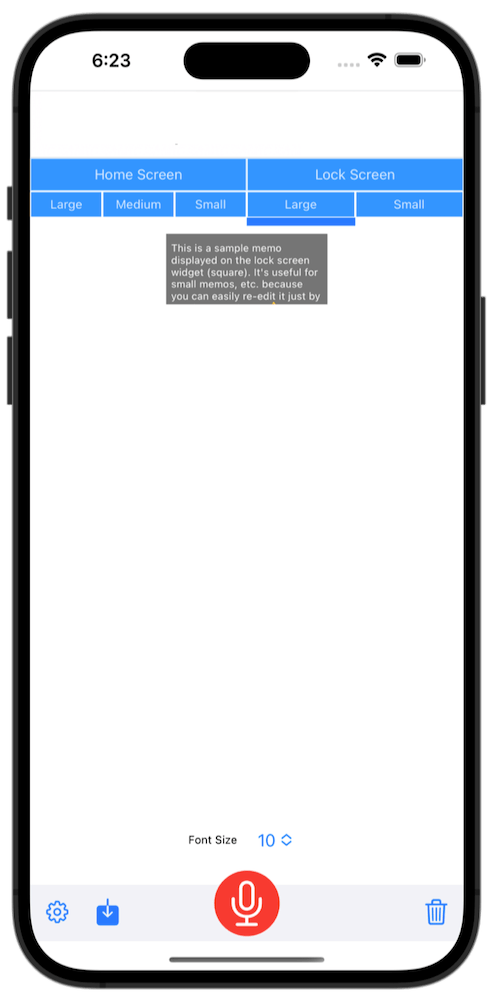 6:23
Home Screen
Lock Screen
Large
Medium
Small
Large
Small
This is a sample memo
displayed on the lock screen
widget (square). It's useful for
small memos, etc. because
you can easily re-edit it just by
Font Size
10